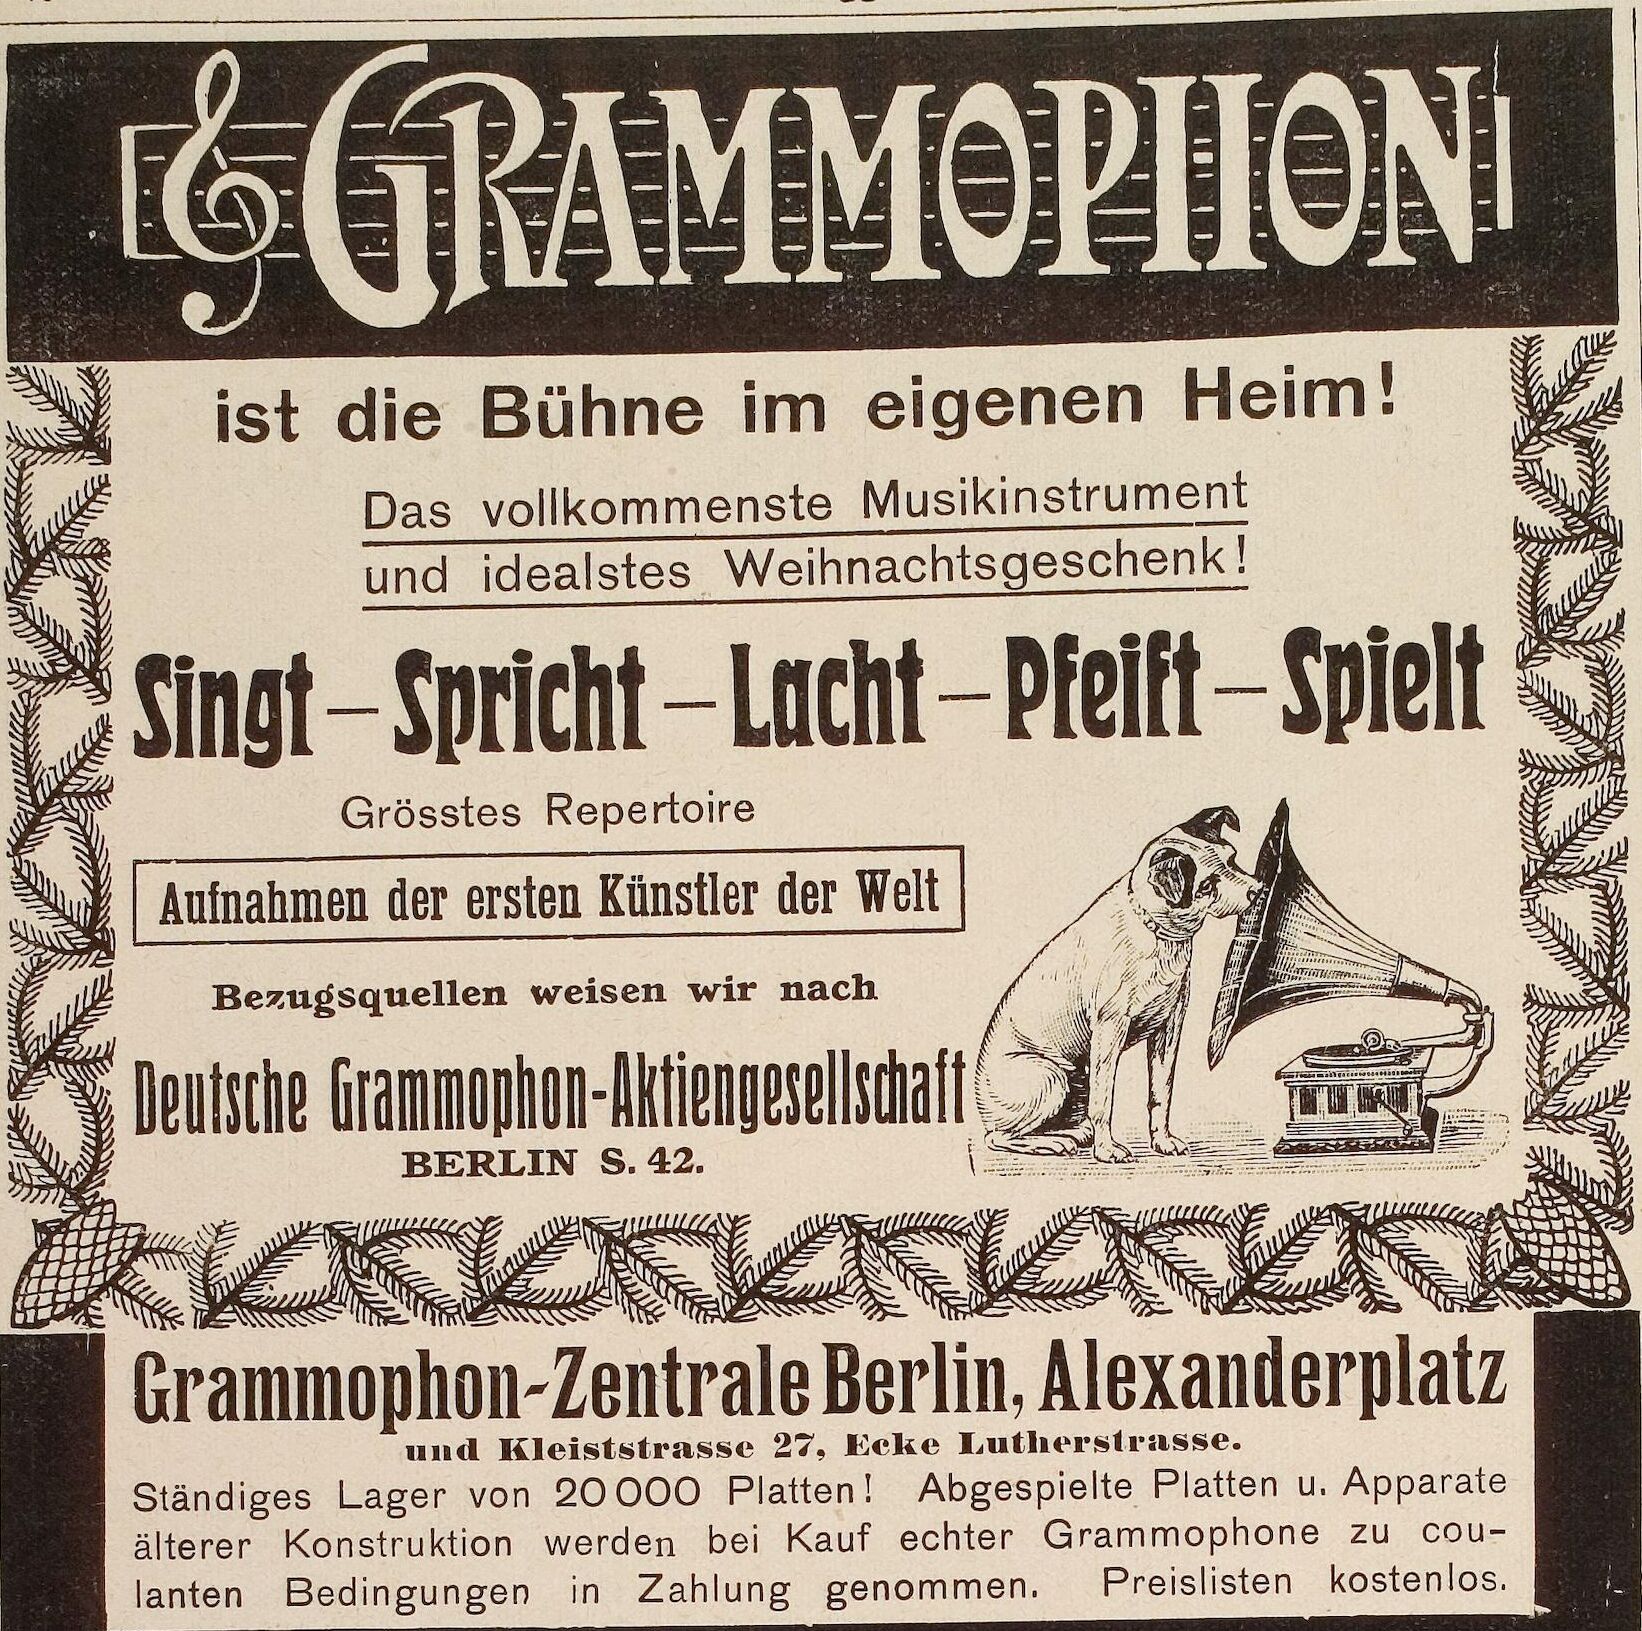 GRAMMOPHON
ist die Bühne im eigenen Heim!
Das vollkommenste Musikinstrument
und idealstes Weihnachtsgeschenk!
Singt – Spricht – Lacht – Pfeift – Spielt
Grösstes Repertoire
Aufnahmen der ersten Künstler der Welt
Bezugsquellen weisen wir nach
Deutsche Grammophon-Aktiengesellschaft
BERLIN S. 42.
Grammophon-Zentrale Berlin, Alexanderplatz
und Kleiststrasse 27, Ecke Lutherstrasse.
Ständiges Lager von 20000 Platten! Abgespielte Platten u. Apparate
älterer Konstruktion werden bei Kauf echter Grammophone zu cou-
lanten Bedingungen in Zahlung genommen. Preislisten kostenlos.